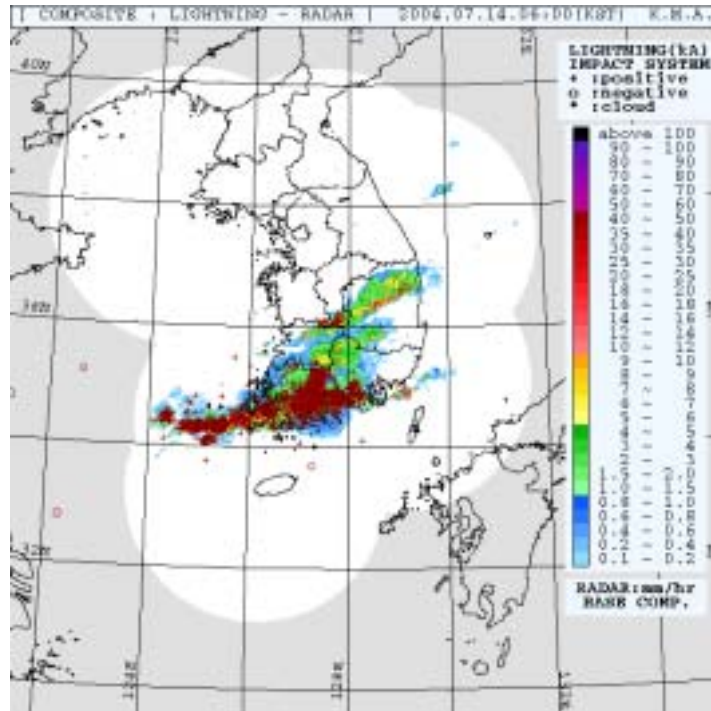 [ COMPOSITE : LIGHTNING - RADAR ] 2004.07.14.06:00(KST) K.M.A.
LIGHTNING(kA)
IMPACT SYSTEM
+ :positive
o :negative
* :cloud
above 100
90 ~ 100
80 ~ 90
70 ~ 80
60 ~ 70
50 ~ 60
40 ~ 50
35 ~ 40
30 ~ 35
25 ~ 30
20 ~ 25
18 ~ 20
16 ~ 18
14 ~ 16
12 ~ 14
10 ~ 12
9 ~ 10
8 ~ 9
7 ~ 8
6 ~ 7
5 ~ 6
4 ~ 5
3 ~ 4
2 ~ 3
1.5 ~ 2.0
1.0 ~ 1.5
0.8 ~ 1.0
0.6 ~ 0.8
0.4 ~ 0.6
0.2 ~ 0.4
0.1 ~ 0.2
RADAR:mm/hr
BASE COMP.
40N
38N
32N
124E
128E